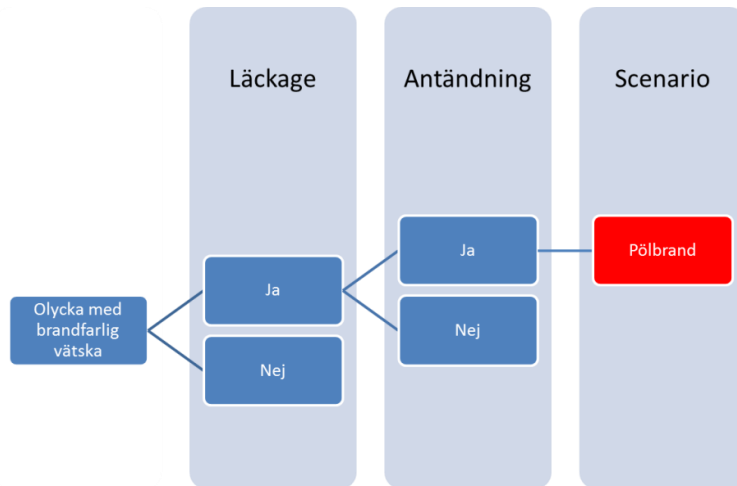 Läckage
Antändning
Scenario
Olycka med
brandfarlig
vätska
Ja
Nej
Ja
Nej
Pölbrand